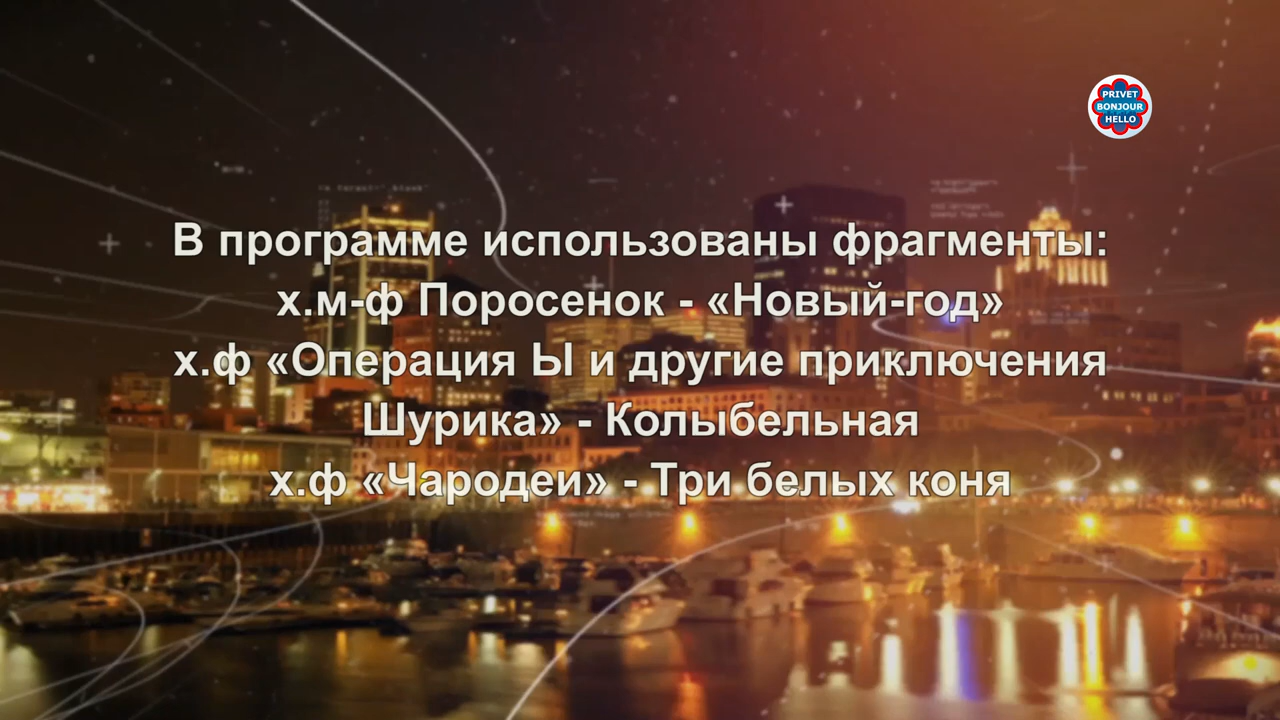 PRIVET
BONJOUR
HELLO
В программе использованы фрагменты:
х.м-ф Поросенок - «Новый-год»
х.ф «Операция Ы и другие приключения
Шурика» - Колыбельная
х.ф «Чародеи» - Три белых коня